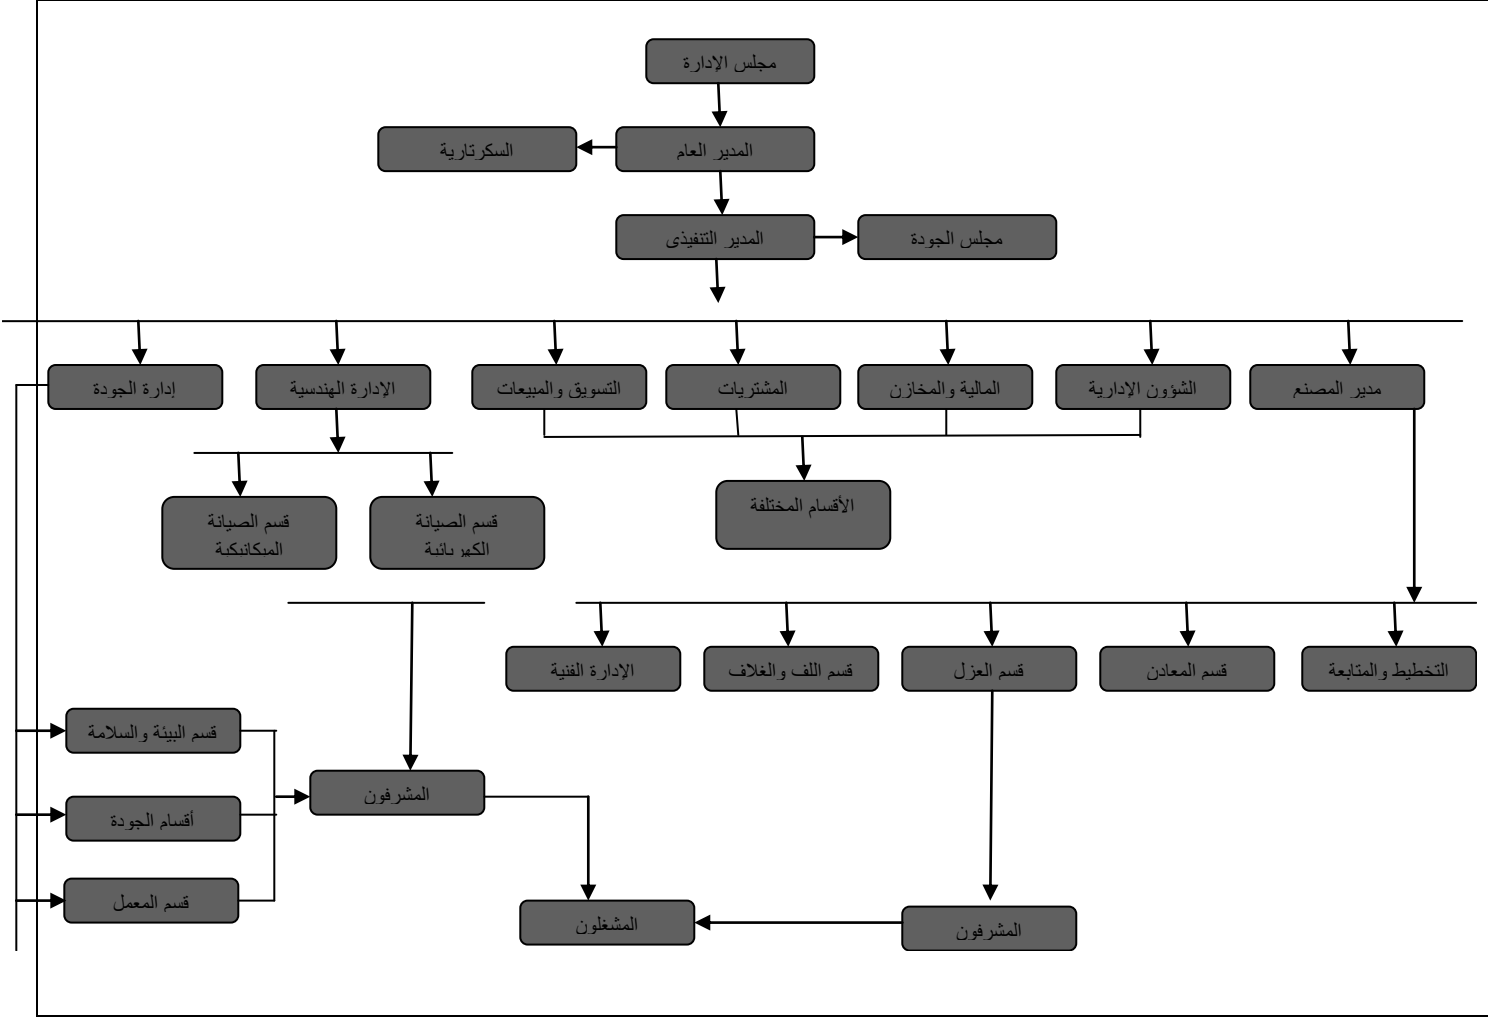 مجلس الإدارة
المدير العام
السكرتارية
المدير التنفيذى
مجلس الجودة
مدير المصنع
الشؤون الإدارية
المالية والمخازن
المشتريات
التسويق والمبيعات
الإدارة الهندسية
إدارة الجودة
الأقسام المختلفة
قسم الصيانة
الكهربائية
قسم الصيانة
الميكانيكية
التخطيط والمتابعة
قسم المعادن
قسم العزل
قسم اللف والغلاف
الإدارة الفنية
قسم البيئة والسلامة
المشرفون
أقسام الجودة
قسم المعمل
المشرفون
المشغلون